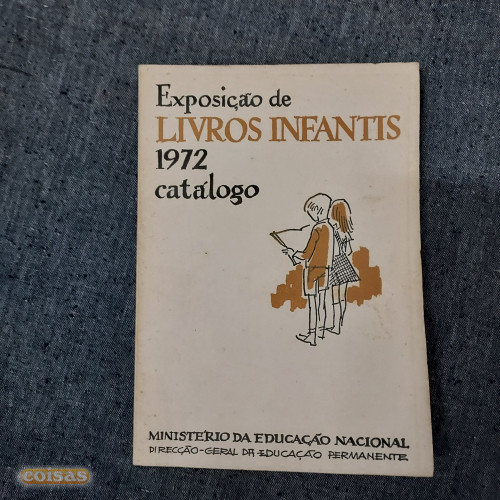 Exposição de
LIVROS INFANTIS
1972
catálogo
MINISTÉRIO DA EDUCAÇÃO NACIONAL
DIRECÇÃO-GERAL DA EDUCAÇÃO PERMANENTE
coisas